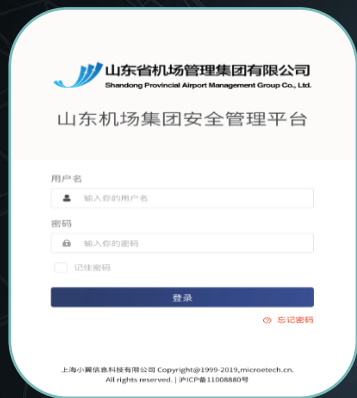 山东省机场管理集团有限公司
Shandong Provincial Airport Management Group Co., Ltd.
山东机场集团安全管理平台
用户名
输入你的用户名
密码
输入你的密码
记住密码
登录
忘记密码
上海小翼信息科技有限公司 Copyright@1999-2019,microetech.cn.
All rights reserved. | 沪ICP备11008880号